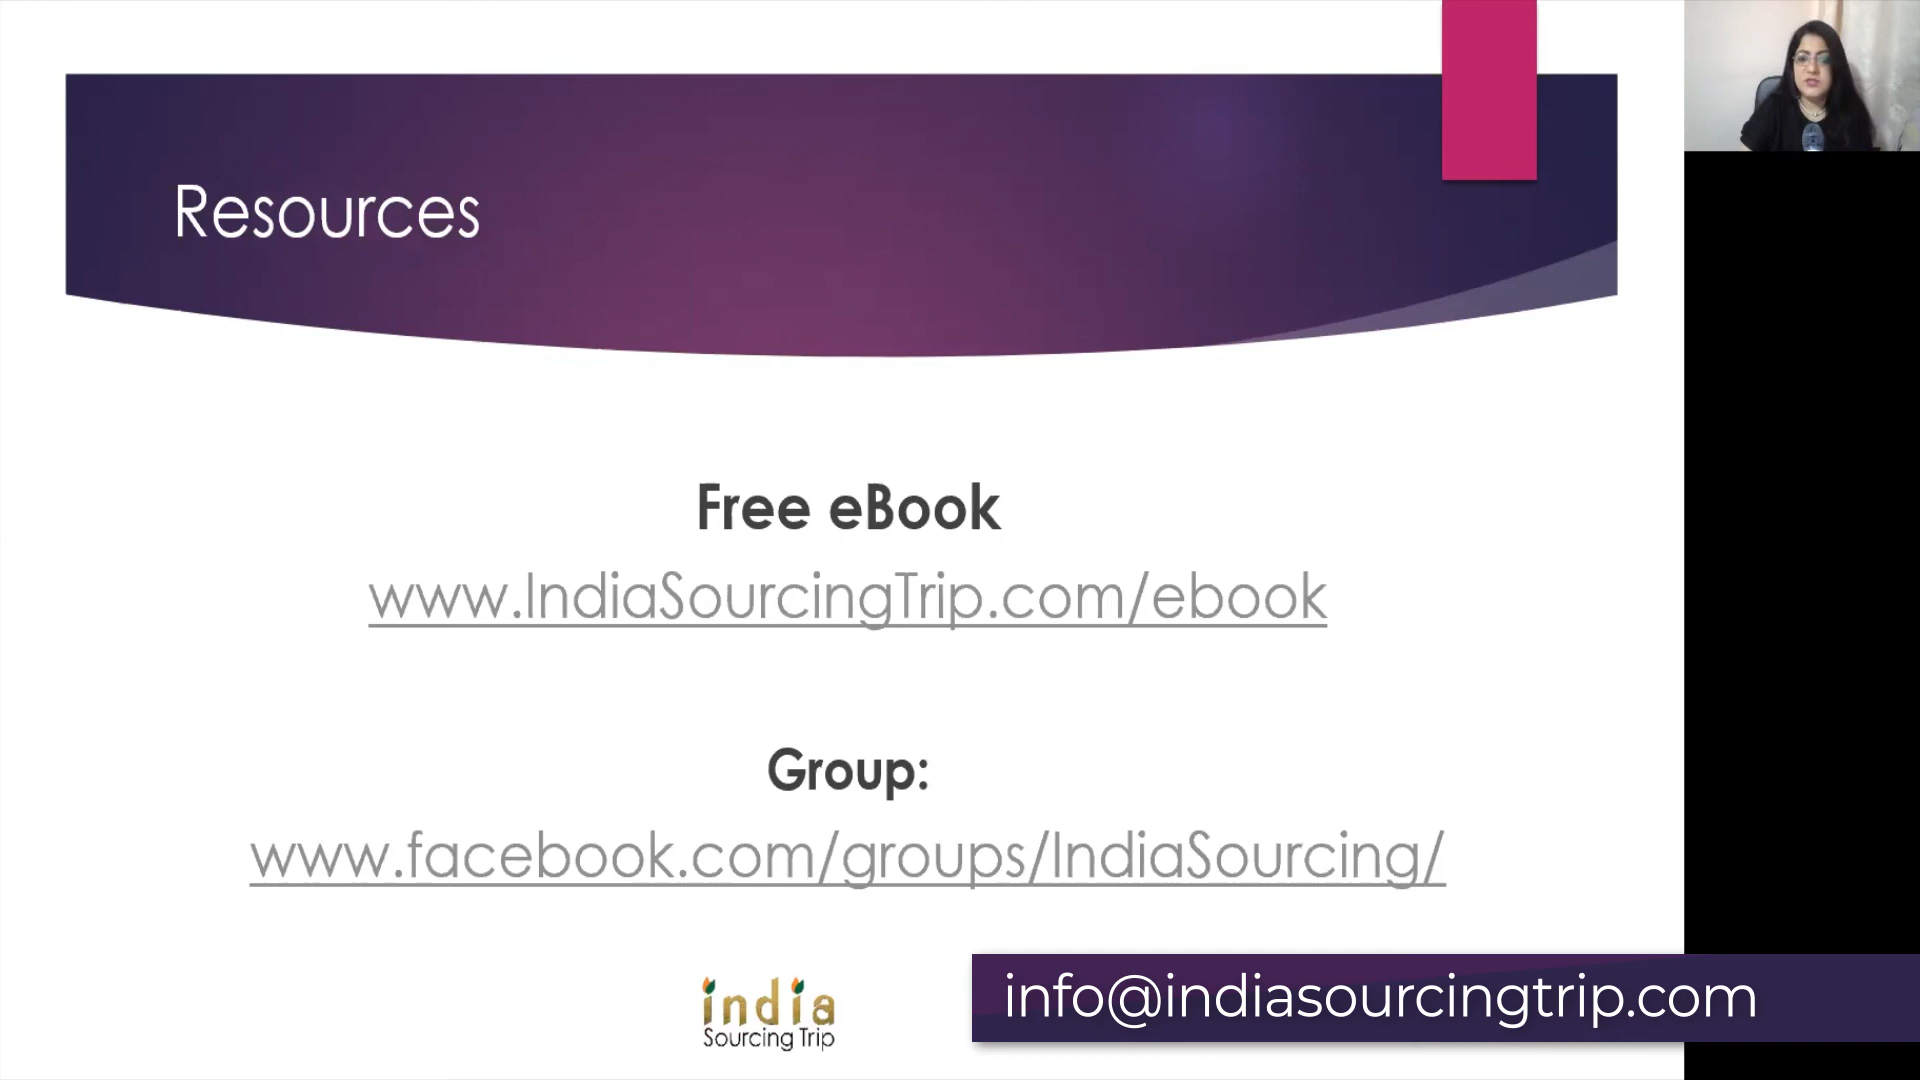 Resources
Free eBook
www.IndiaSourcingTrip.com/ebook
Group:
www.facebook.com/groups/IndiaSourcing/
india
Sourcing Trip
info@indiasourcingtrip.com